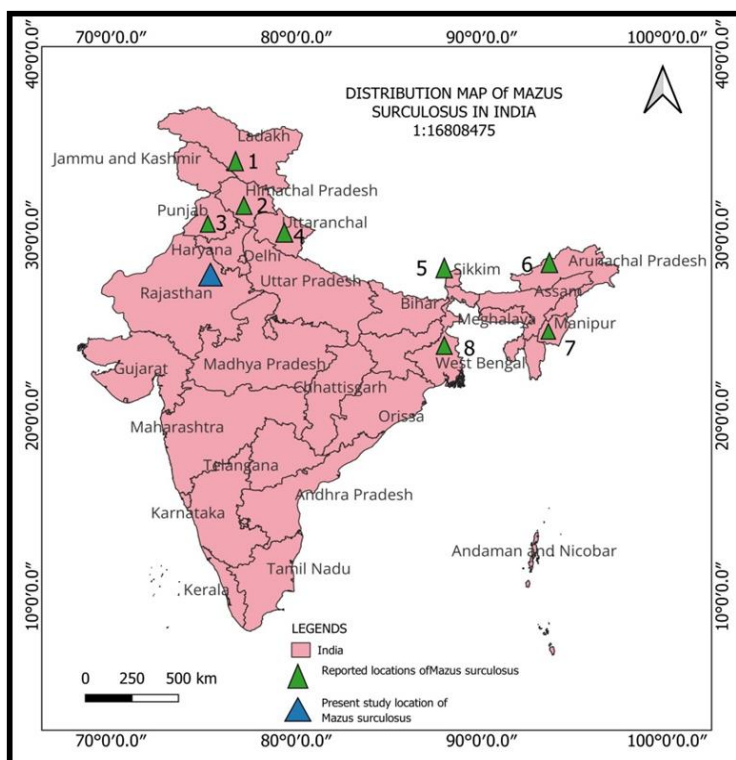 70°0'0.0″ 80°0'0.0″ 90°0'0.0″ 100°0'0.0″
40°0'0.0″
40°0'0.0″
DISTRIBUTION MAP Of MAZUS
SURCULOSUS IN INDIA
1:16808475
Ladakh
Jammu and Kashmir
1
Himachal Pradesh
2
Punjab
3
Uttaranchal
4
30°0'0.0″
30°0'0.0″
Haryana
Delhi
5
Sikkim
6
Arunachal Pradesh
Rajasthan
Uttar Pradesh
Assam
Bihar
Meghalaya
Manipur
7
8
Gujarat
Madhya Pradesh
West Bengal
Chhattisgarh
20°0'0.0″
20°0'0.0″
Orissa
Maharashtra
Telangana
Andhra Pradesh
Karnataka
Andaman and Nicobar
Tamil Nadu
Kerala
10°0'0.0″
10°0'0.0″
LEGENDS
India
Reported locations ofMazus surculosus
0 250 500 km
Present study location of
Mazus surculosus
70°0'0.0″ 80°0'0.0″ 90°0'0.0″ 100°0'0.0″